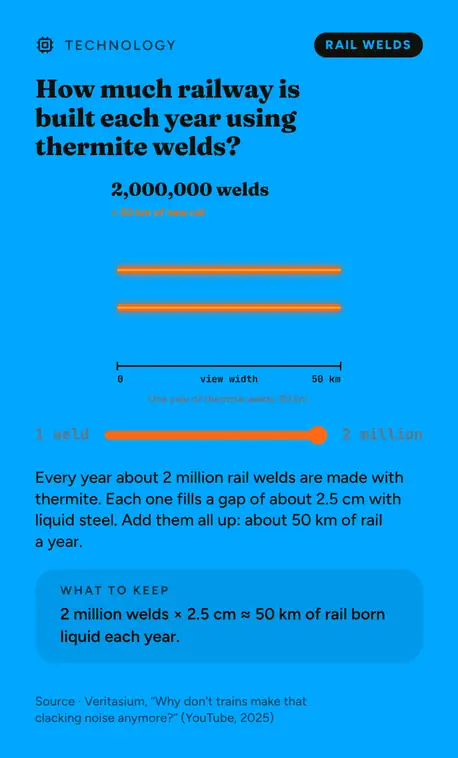 TECHNOLOGY
RAIL WELDS
How much railway is
built each year using
thermite welds?
2,000,000 welds
≈ 50 km of new rail
0 view width 50 km
One year of thermite welds: 50 km
1 weld 2 million
Every year about 2 million rail welds are made with
thermite. Each one fills a gap of about 2.5 cm with
liquid steel. Add them all up: about 50 km of rail
a year.
WHAT TO KEEP
2 million welds × 2.5 cm ≈ 50 km of rail born
liquid each year.
Source · Veritasium, “Why don't trains make that
clacking noise anymore?” (YouTube, 2025)